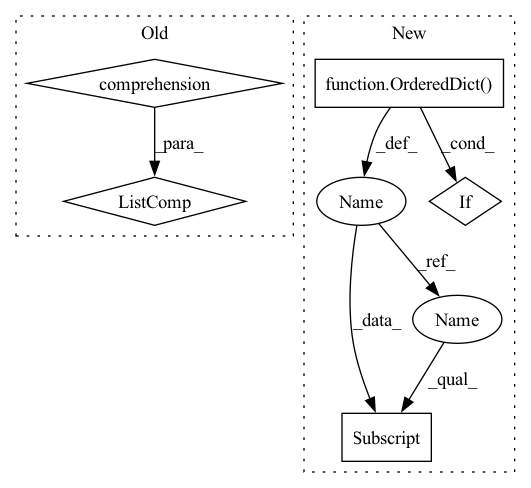 Old
New
comprehension
function.OrderedDict()
_para_
_def_
_cond_
ListComp
Name
If
_ref_
_data_
Name
_qual_
Subscript